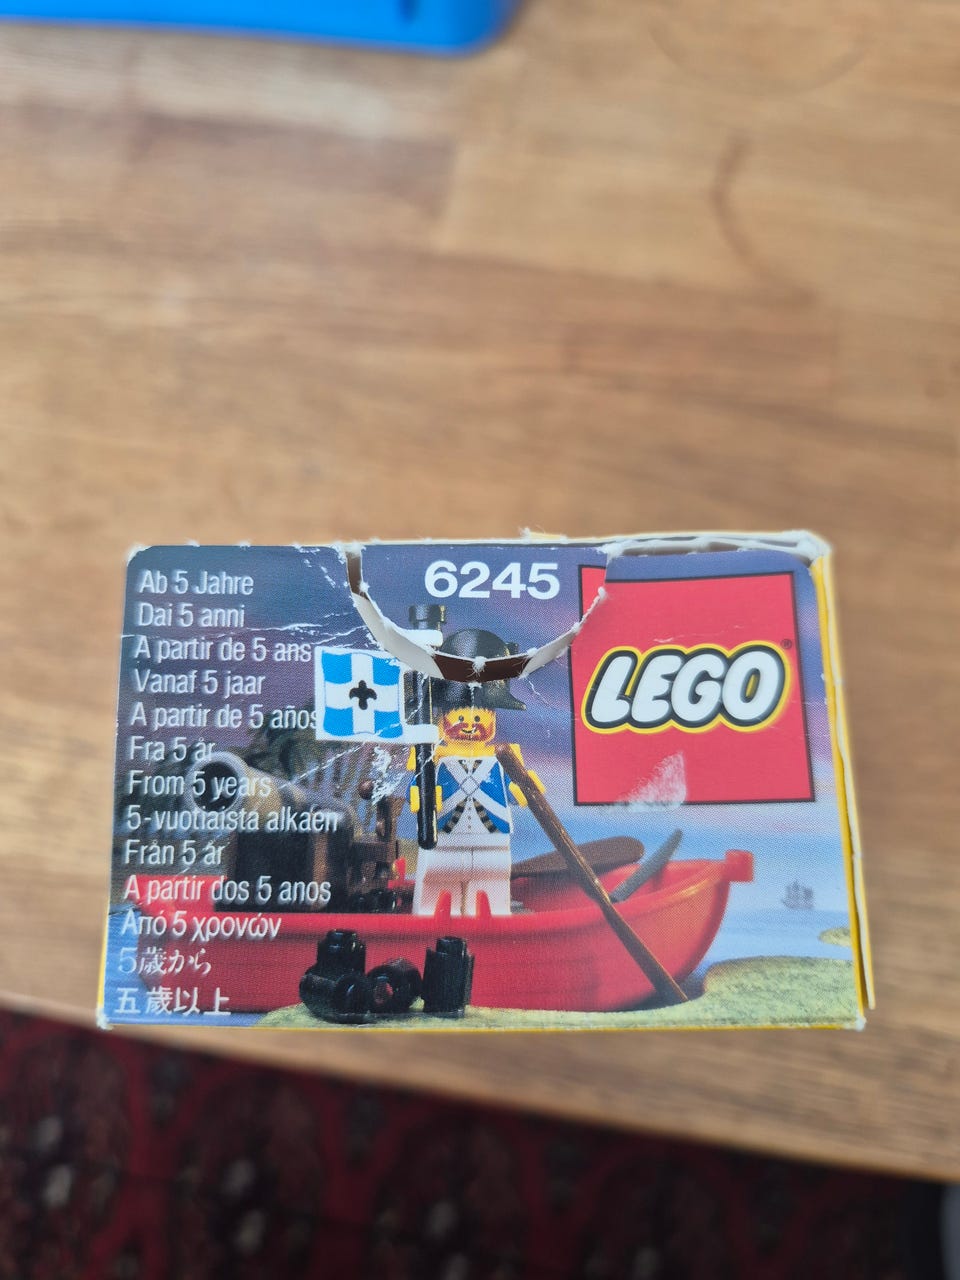 6245
LEGO®
Ab 5 Jahre
Dai 5 anni
A partir de 5 ans
Vanaf 5 jaar
A partir de 5 años
Fra 5 år
From 5 years
5-vuotiaista alkaen
Från 5 år
A partir dos 5 anos
Από 5 χρονών
5歳から
五歲以上